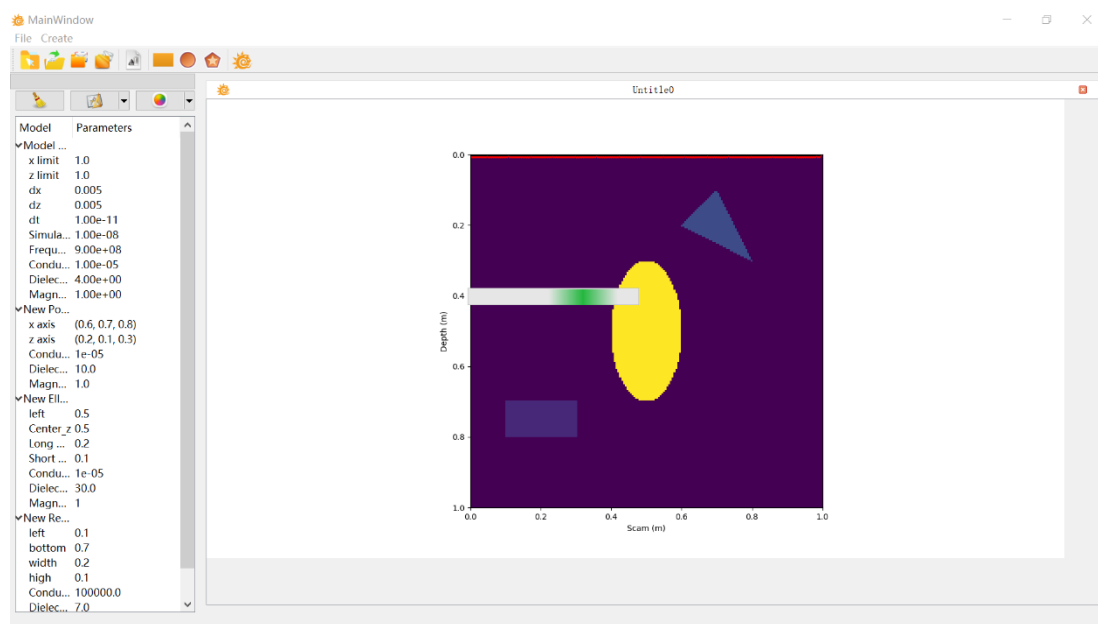 MainWindow
File Create
Untitle0
Model Parameters
Model ...
x limit 1.0
z limit 1.0
dx 0.005
dz 0.005
dt 1.00e-11
Simula... 1.00e-08
Frequ... 9.00e+08
Condu... 1.00e-05
Dielec... 4.00e+00
Magn... 1.00e+00
New Po...
x axis (0.6, 0.7, 0.8)
z axis (0.2, 0.1, 0.3)
Condu... 1e-05
Dielec... 10.0
Magn... 1.0
New Ell...
left 0.5
Center_z 0.5
Long ... 0.2
Short ... 0.1
Condu... 1e-05
Dielec... 30.0
Magn... 1
New Re...
left 0.1
bottom 0.7
width 0.2
high 0.1
Condu... 100000.0
Dielec... 7.0
0.0
0.2
0.4
0.6
0.8
1.0
Depth (m)
0.0 0.2 0.4 0.6 0.8 1.0
Scam (m)